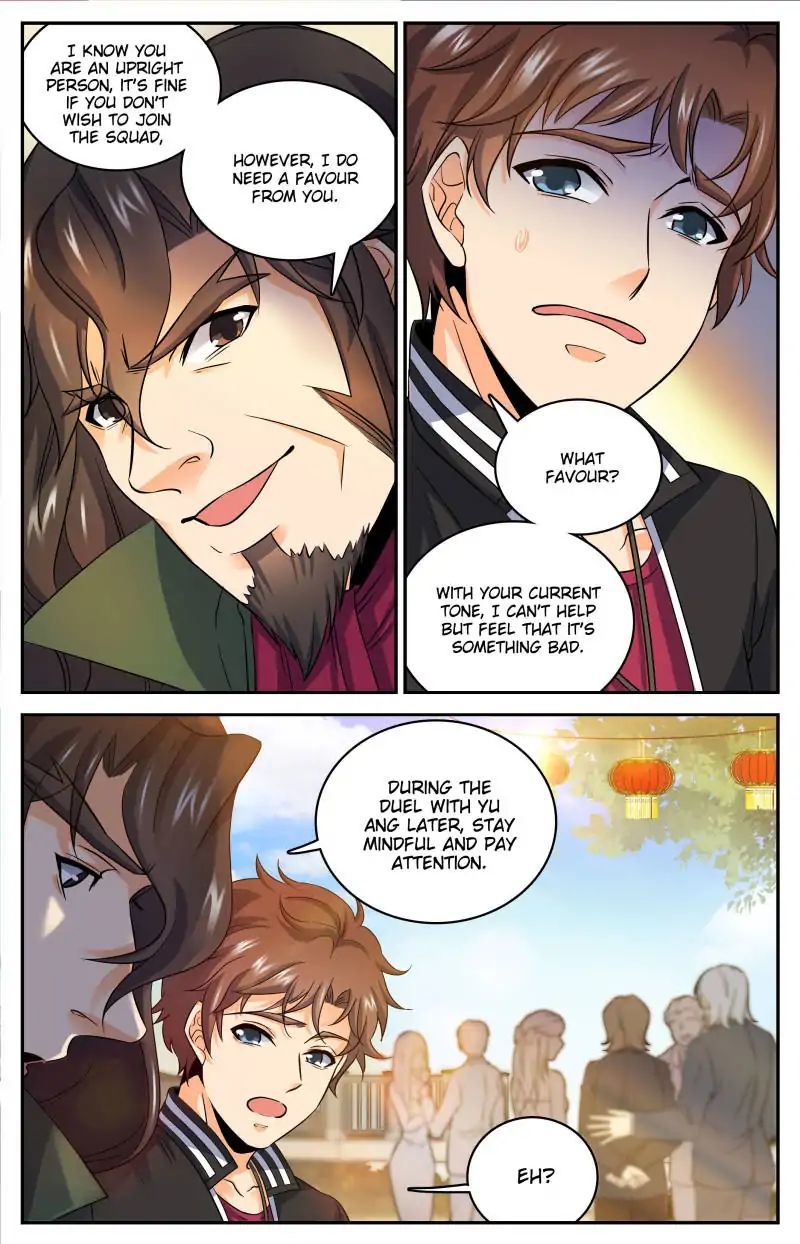 I KNOW YOU
ARE AN UPRIGHT
PERSON, IT'S FINE
IF YOU DON'T
WISH TO JOIN
THE SQUAD,
HOWEVER, I DO
NEED A FAVOUR
FROM YOU.
WHAT
FAVOUR?
WITH YOUR CURRENT
TONE, I CAN'T HELP
BUT FEEL THAT IT'S
SOMETHING BAD.
DURING THE
DUEL WITH YU
ANG LATER, STAY
MINDFUL AND PAY
ATTENTION.
EH?